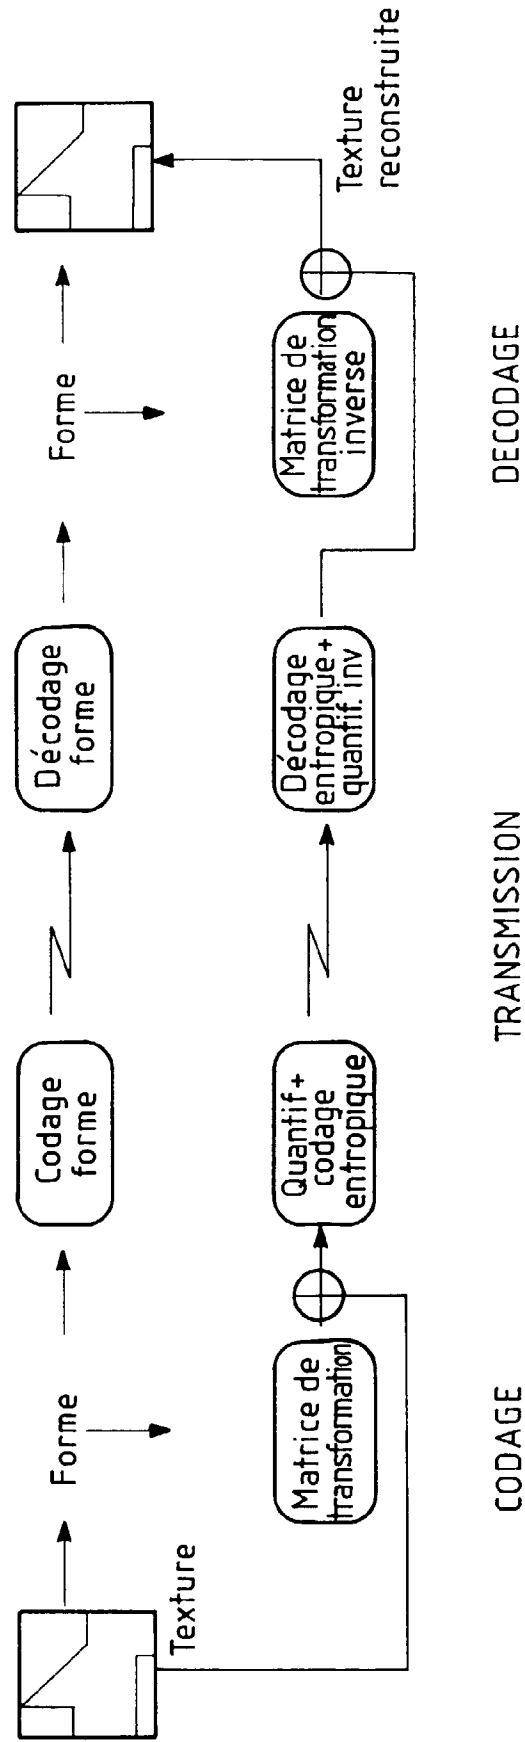 Forme
Codage
forme
Décodage
forme
Forme
Texture
Matrice de
transformation
Quantif+
codage
entropique
Décodage
entropique+
quantif. inv
Matrice de
transformation
inverse
Texture
reconstruite
CODAGE
TRANSMISSION
DECODAGE